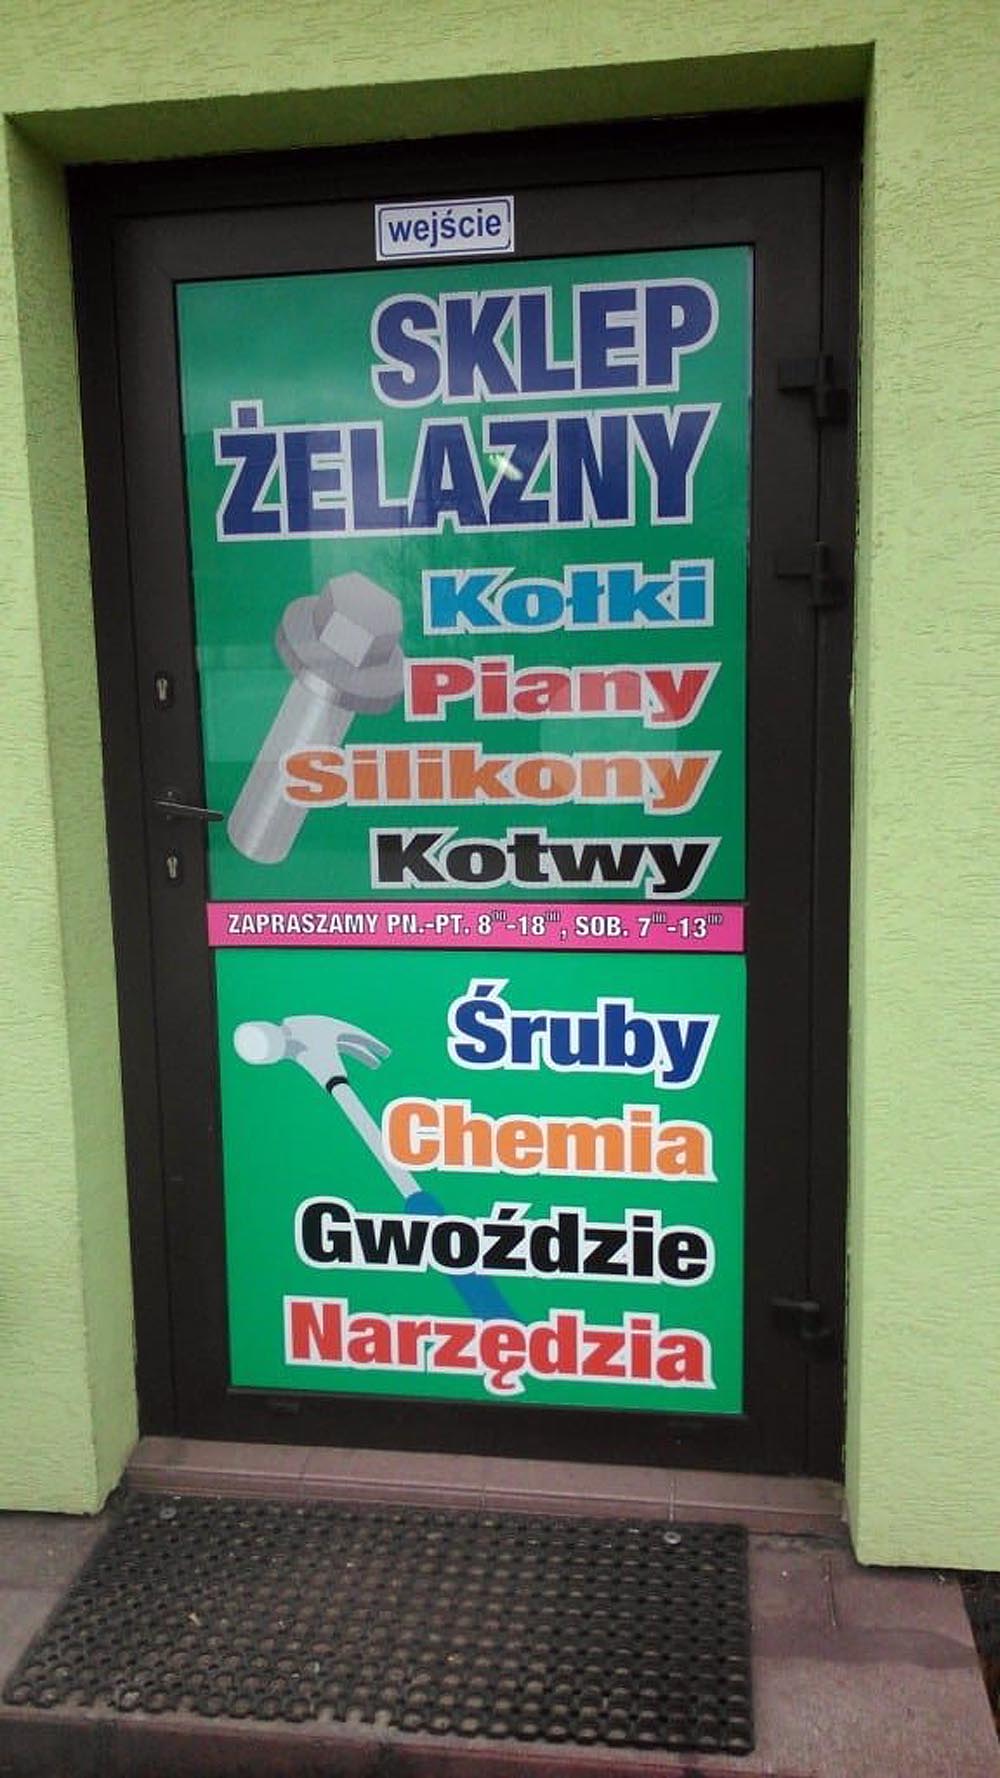 wejście
SKLEP
ŻELAZNY
Kołki
Piany
Silikony
Kotwy
ZAPRASZAMY PN.-PT. 8⁰⁰-18⁰⁰, SOB. 7⁰⁰-13⁰⁰
Śruby
Chemia
Gwoździe
Narzędzia